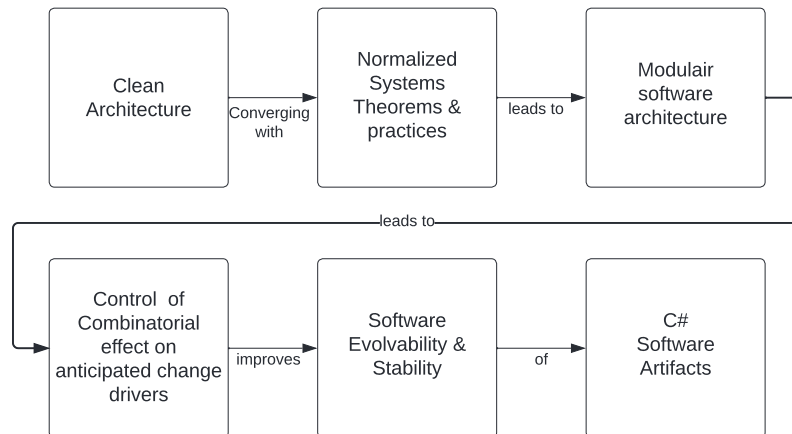 Clean
Architecture
Converging
with
Normalized
Systems
Theorems &
practices
leads to
Modulair
software
architecture
leads to
Control of
Combinatorial
effect on
anticipated change
drivers
improves
Software
Evolvability &
Stability
of
C#
Software
Artifacts